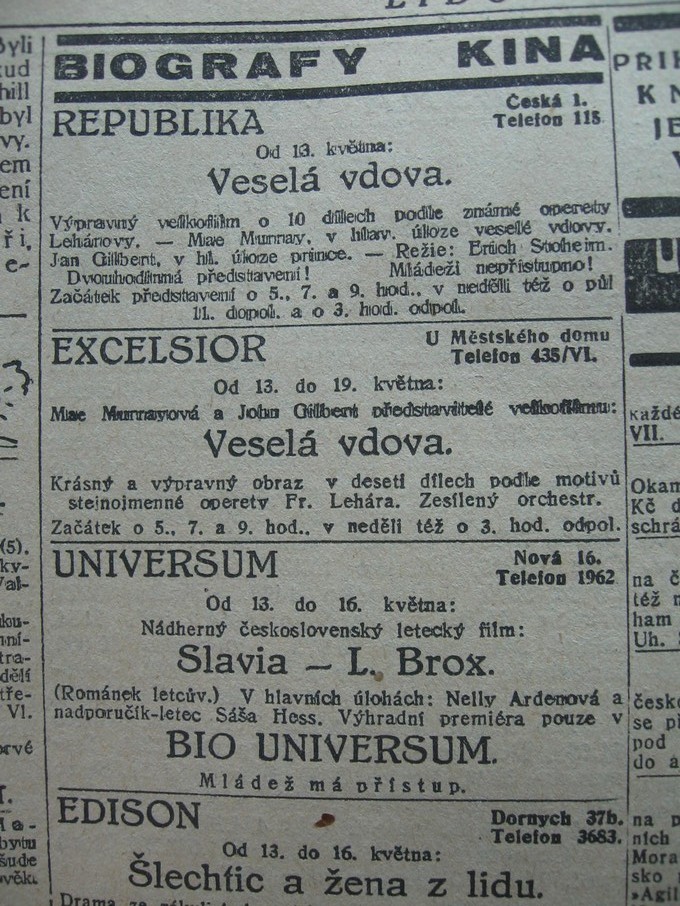 BIOGRAFY KINA
REPUBLIKA
Česká 1.
Telefon 115
Od 13. května:
Veselá vdova.
Výpravný velkofilm o 10 dílech podle známé operety
Lehárovy. — Mae Murray, v hlav. úloze veselé vdovy.
Jan Gilbert, v hl. úloze prince. — Režie: Erich Stroheim.
Dvouhodinná představení! Mládeži nepřístupno!
Začátek představení o 5., 7. a 9. hod., v neděli též o půl
11. dopol. a o 3. hod. odpol.
EXCELSIOR
U Městského domu
Telefon 435/VI.
Od 13. do 19. května:
Mae Murrayová a John Gilbert představitelé velkofilmu:
Veselá vdova.
Krásný a výpravný obraz v deseti dílech podle motivů
stejnojmenné operety Fr. Lehára. Zesílený orchestr.
Začátek o 5., 7. a 9. hod., v neděli též o 3. hod. odpol.
UNIVERSUM
Nová 16.
Telefon 1962
Od 13. do 16. května:
Nádherný československý letecký film:
Slavia — L. Brox.
(Románek letcův.) V hlavních úlohách: Nelly Ardenová a
nadporučík-letec Sáša Hess. Výhradní premiéra pouze v
BIO UNIVERSUM.
Mládež má přístup.
EDISON
Dornych 37b.
Telefon 3683.
Od 13. do 16. května:
Šlechtic a žena z lidu.